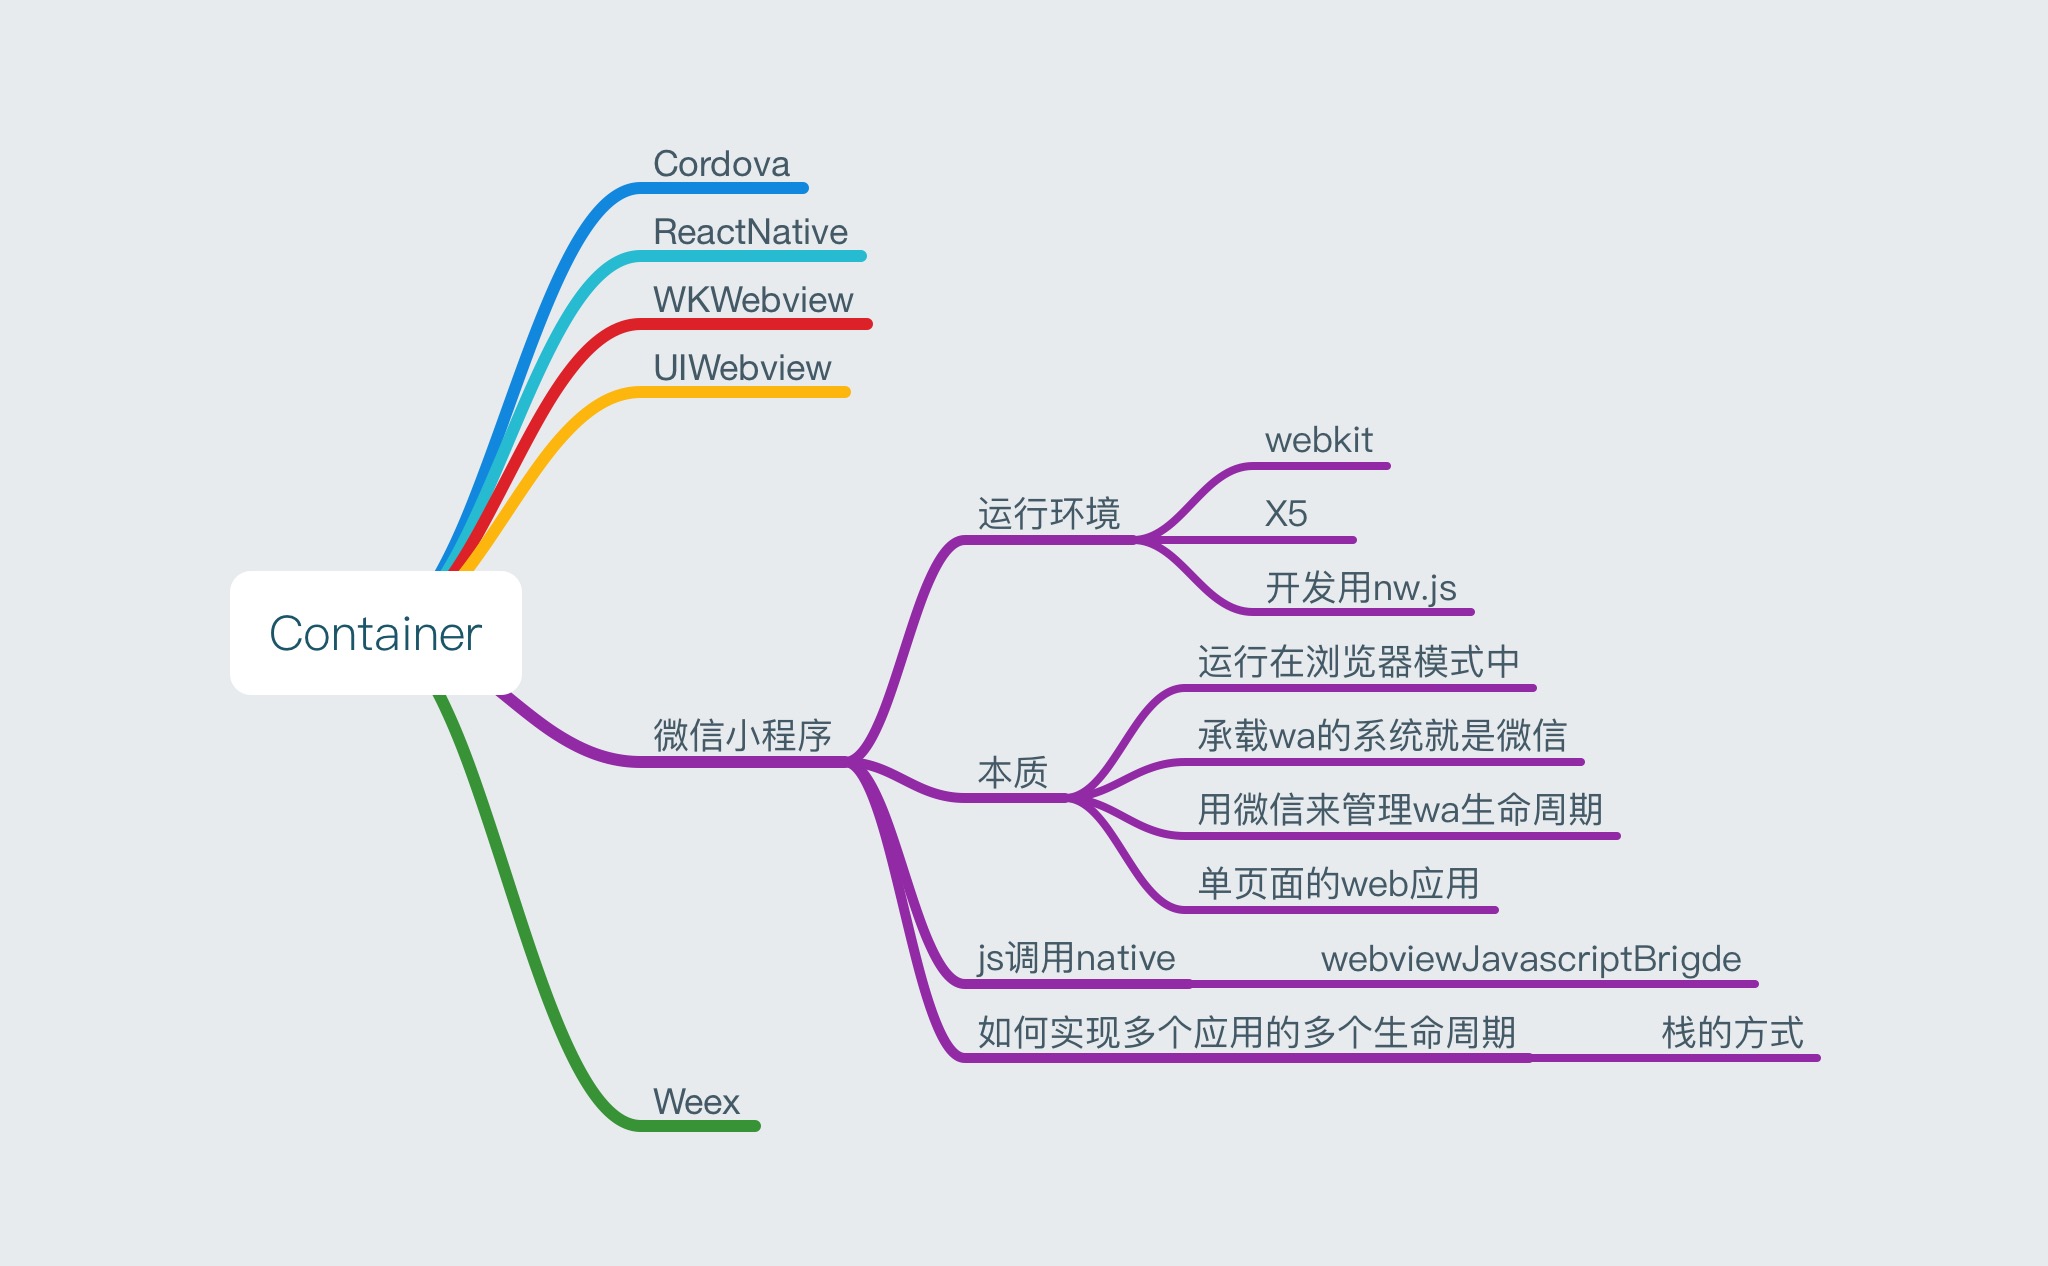 Cordova
ReactNative
WKWebview
UIWebview
Container
微信小程序
运行环境
webkit
X5
开发用nw.js
本质
运行在浏览器模式中
承载wa的系统就是微信
用微信来管理wa生命周期
单页面的web应用
js调用native
webviewJavascriptBrigde
如何实现多个应用的多个生命周期
栈的方式
Weex